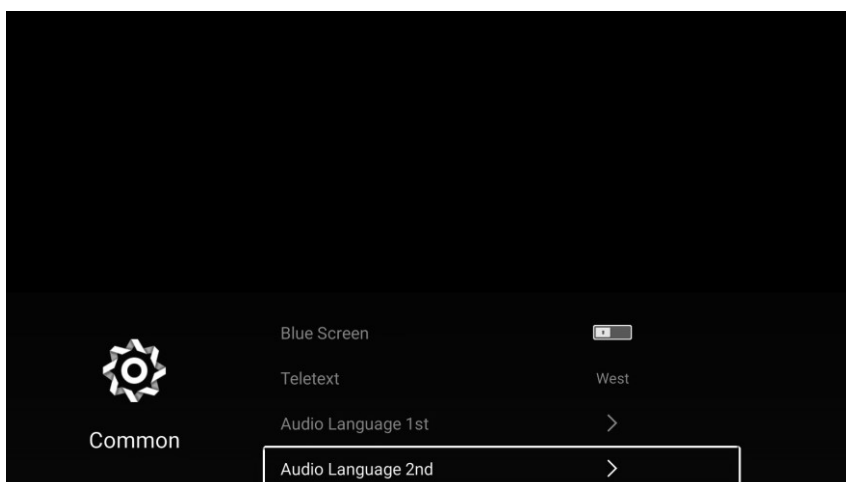 Blue Screen
Teletext West
Audio Language 1st
Common
Audio Language 2nd